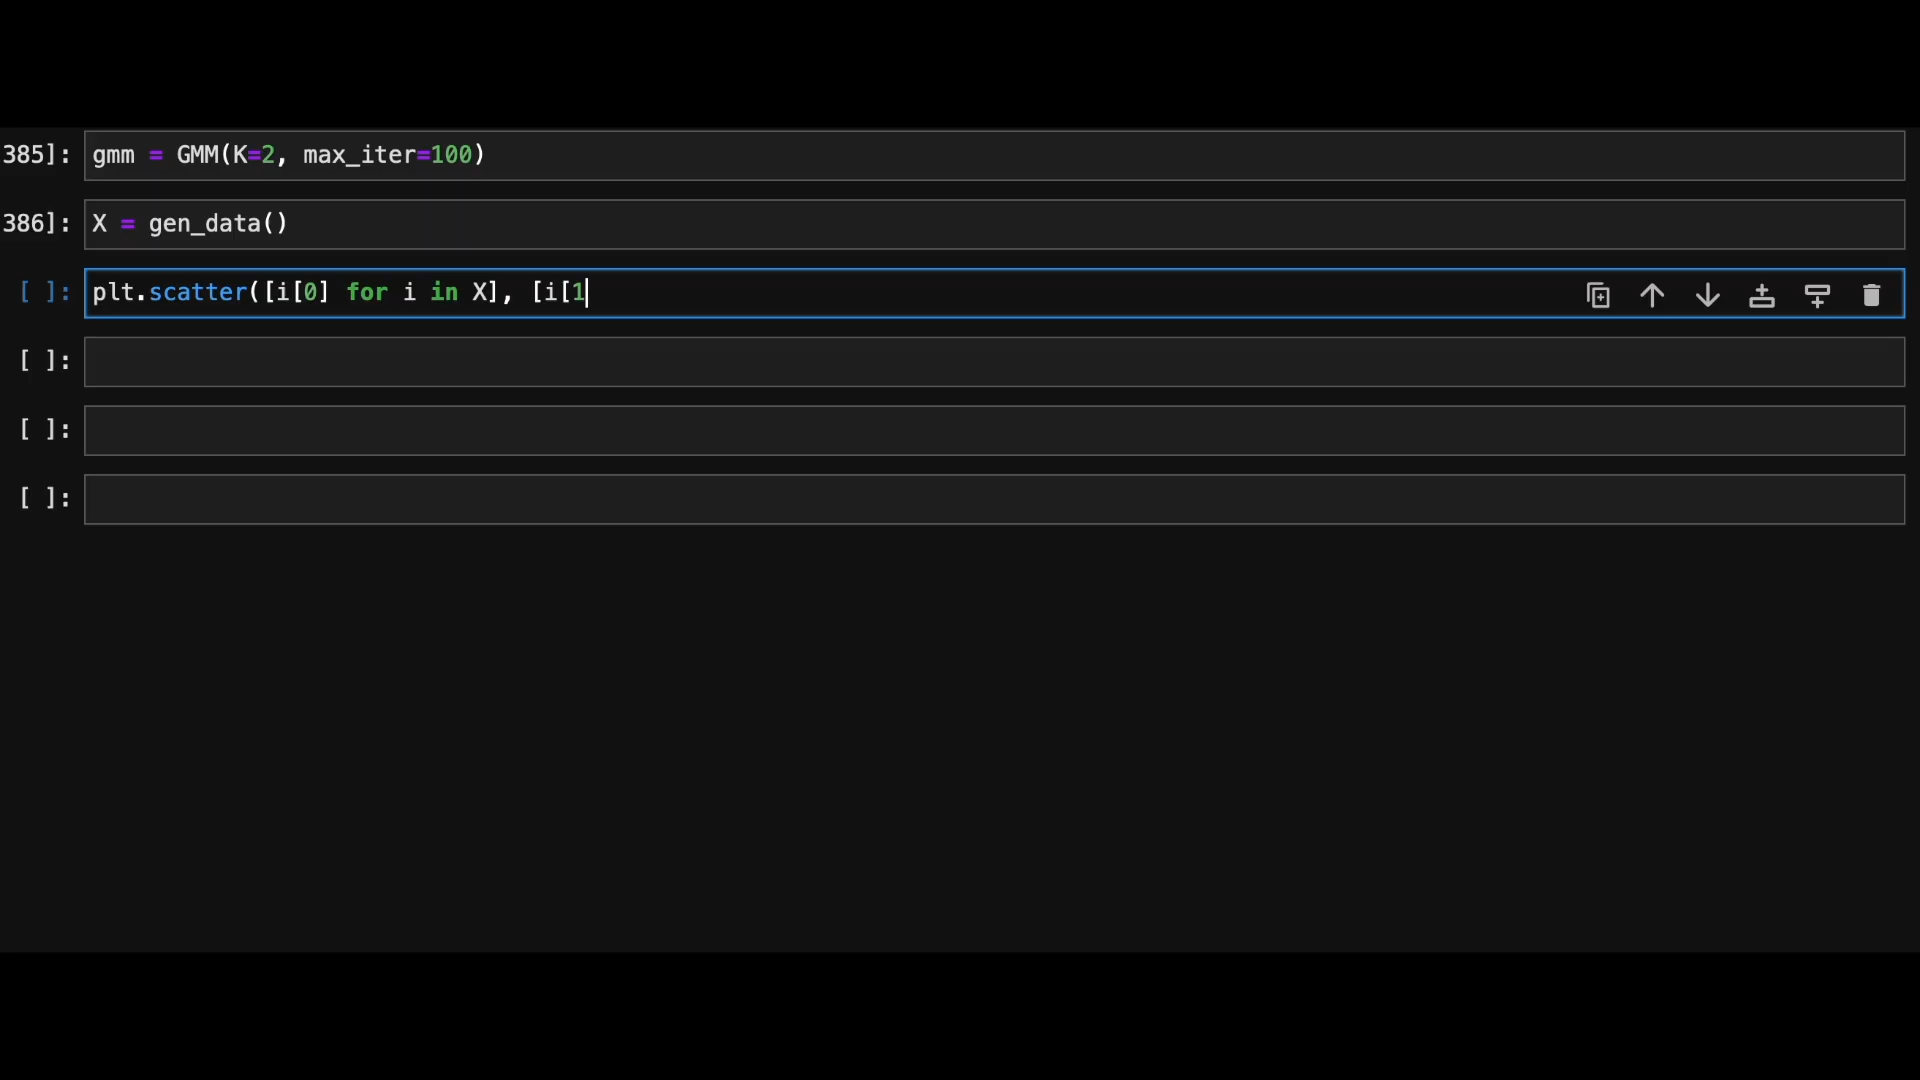 385]: gmm = GMM(K=2, max_iter=100)
386]: X = gen_data()
[ ]: plt.scatter([i[0] for i in X], [i[1
[ ]:
[ ]:
[ ]: